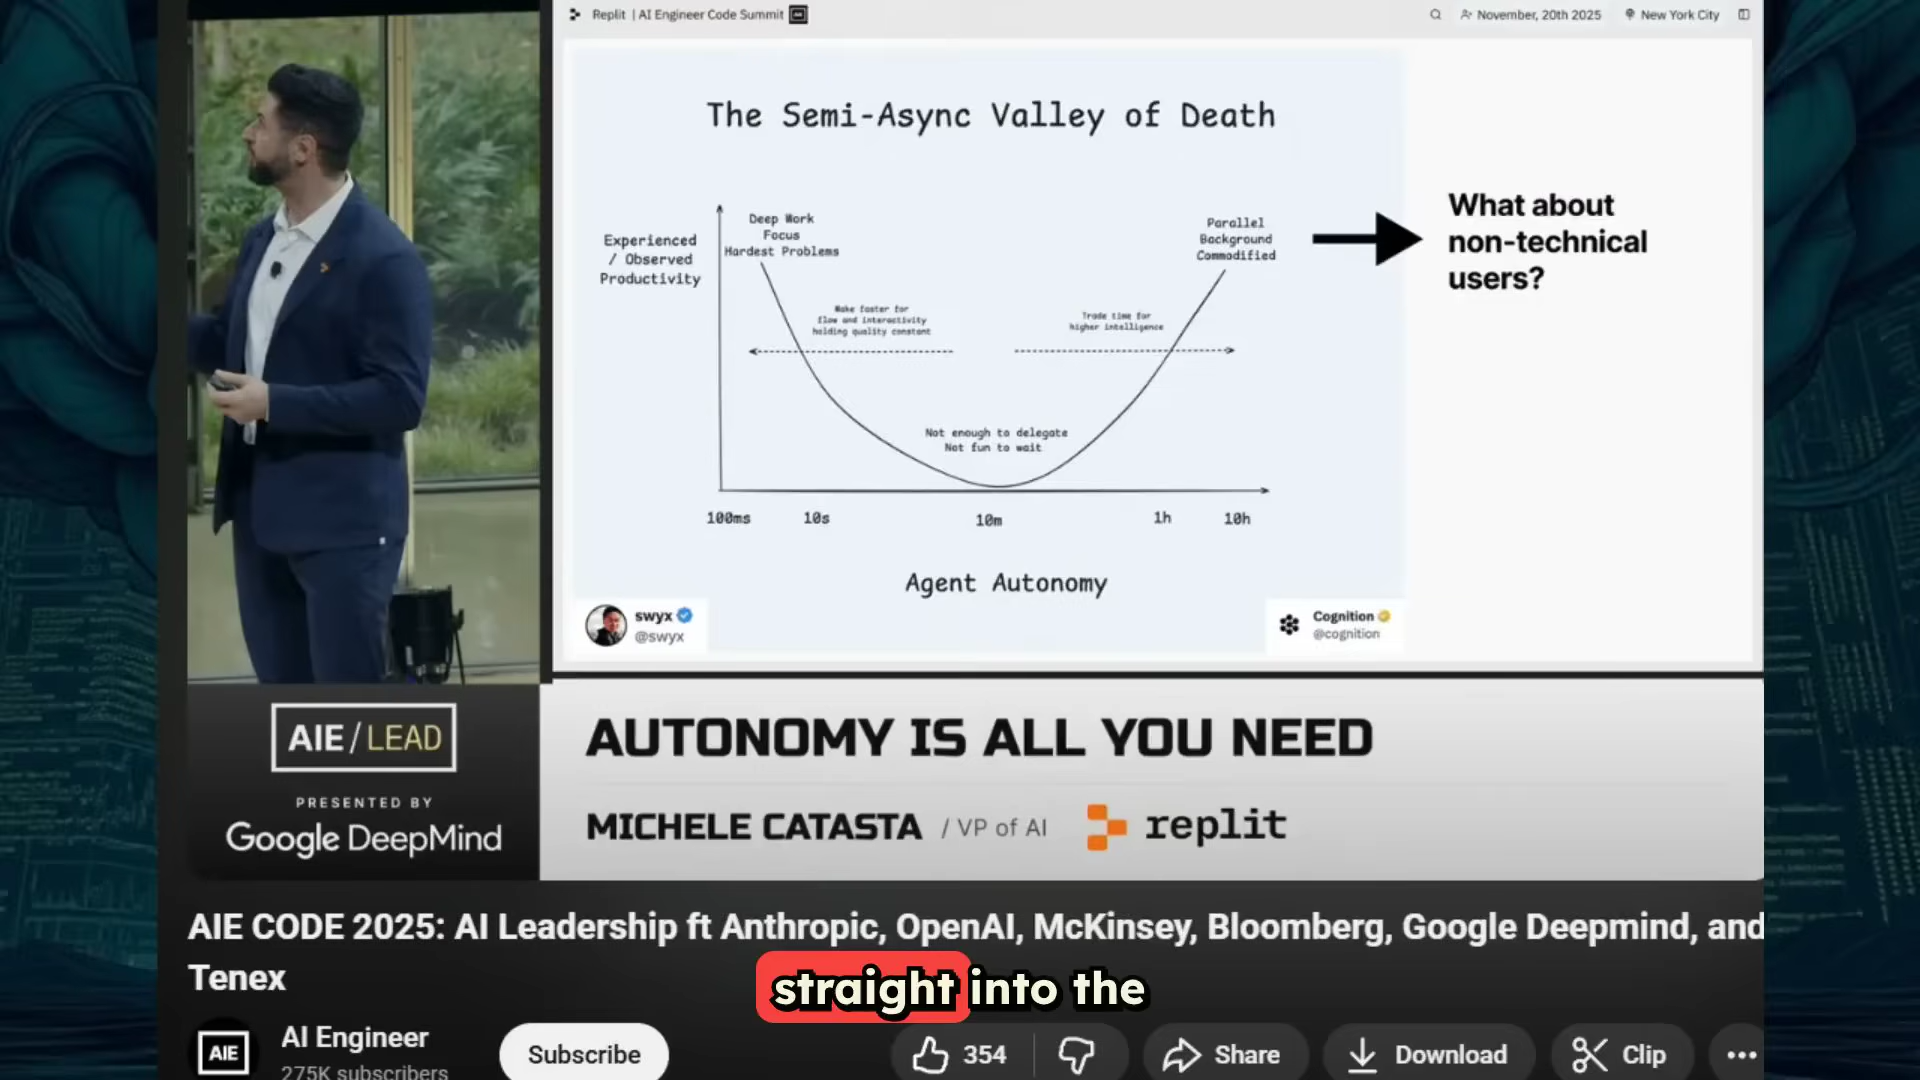 Replit | AI Engineer Code Summit
November, 20th 2025
New York City
The Semi-Async Valley of Death
Experienced
/ Observed
Productivity
Deep Work
Focus
Hardest Problems
Make faster for
flow and interactivity
holding quality constant
Trade time for
higher intelligence
Parallel
Background
Commodified
Not enough to delegate
Not fun to wait
100ms 10s 10m 1h 10h
Agent Autonomy
swyx
@swyx
Cognition
@cognition
What about
non-technical
users?
AIE/LEAD
PRESENTED BY
Google DeepMind
AUTONOMY IS ALL YOU NEED
MICHELE CATASTA / VP of AI replit
AIE CODE 2025: AI Leadership ft Anthropic, OpenAI, McKinsey, Bloomberg, Google Deepmind, and
Tenex
straight into the
AIE
AI Engineer
275K subscribers
Subscribe
354
Share
Download
Clip